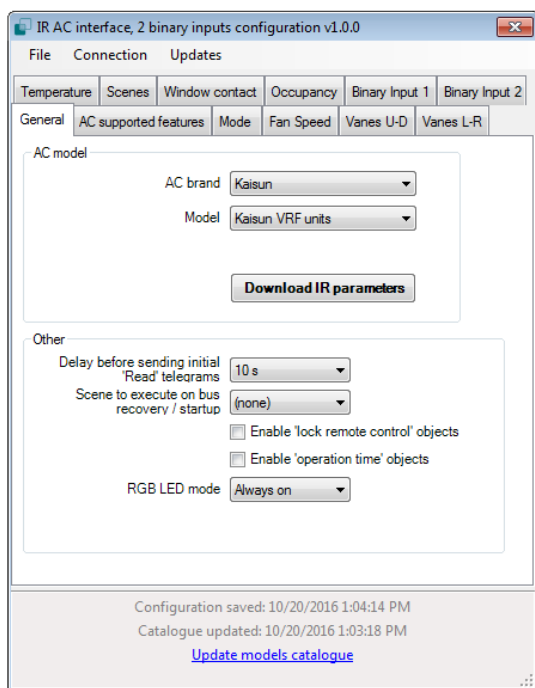 IR AC interface, 2 binary inputs configuration v1.0.0
File Connection Updates
Temperature Scenes Window contact Occupancy Binary Input 1 Binary Input 2
General AC supported features Mode Fan Speed Vanes U-D Vanes L-R
AC model
AC brand Kaisun
Model Kaisun VRF units
Download IR parameters
Other
Delay before sending initial
'Read' telegrams 10 s
Scene to execute on bus
recovery / startup (none)
Enable 'lock remote control' objects
Enable 'operation time' objects
RGB LED mode Always on
Configuration saved: 10/20/2016 1:04:14 PM
Catalogue updated: 10/20/2016 1:03:18 PM
Update models catalogue